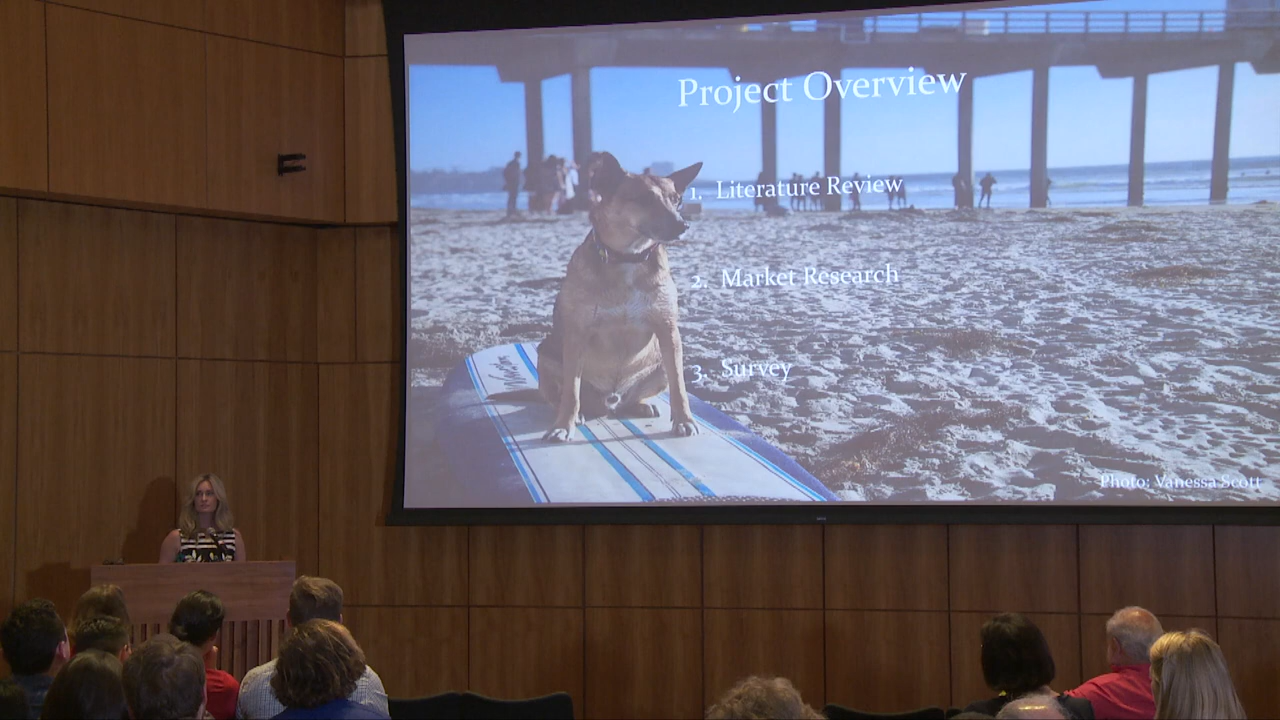 Project Overview
1. Literature Review
2. Market Research
3. Survey
Photo: Vanessa Scott